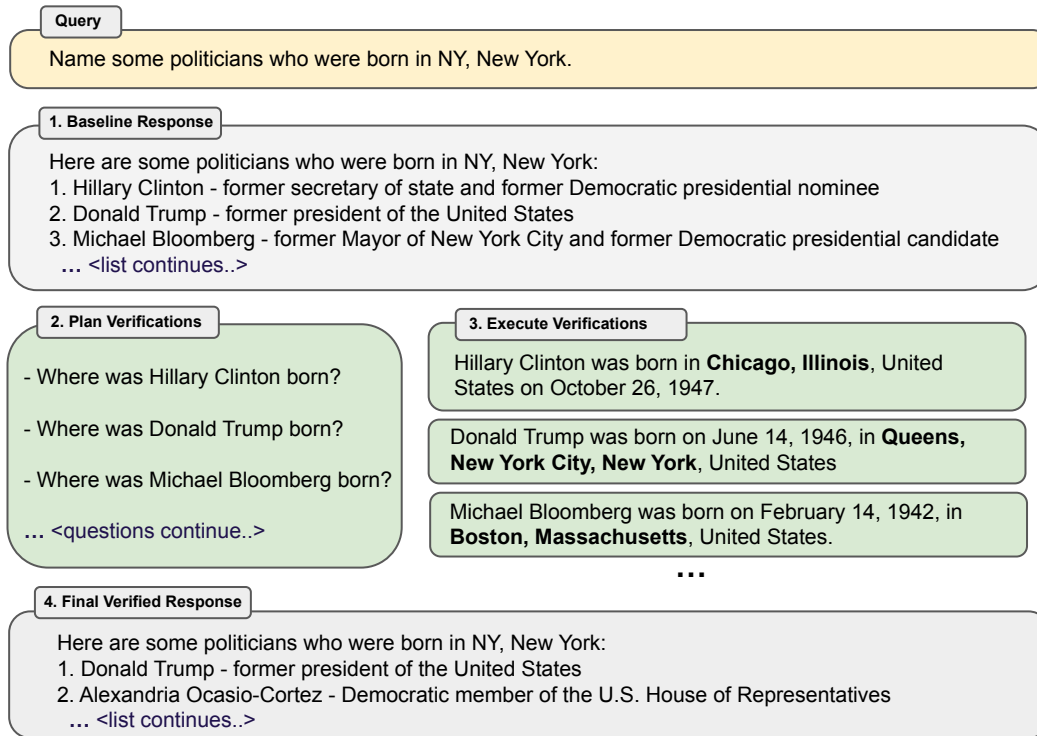 Query
Name some politicians who were born in NY, New York.
1. Baseline Response
Here are some politicians who were born in NY, New York:
1. Hillary Clinton - former secretary of state and former Democratic presidential nominee
2. Donald Trump - former president of the United States
3. Michael Bloomberg - former Mayor of New York City and former Democratic presidential candidate
… <list continues..>
2. Plan Verifications
- Where was Hillary Clinton born?
- Where was Donald Trump born?
- Where was Michael Bloomberg born?
… <questions continue..>
3. Execute Verifications
Hillary Clinton was born in Chicago, Illinois, United
States on October 26, 1947.
Donald Trump was born on June 14, 1946, in Queens,
New York City, New York, United States
Michael Bloomberg was born on February 14, 1942, in
Boston, Massachusetts, United States.
…
4. Final Verified Response
Here are some politicians who were born in NY, New York:
1. Donald Trump - former president of the United States
2. Alexandria Ocasio-Cortez - Democratic member of the U.S. House of Representatives
… <list continues..>